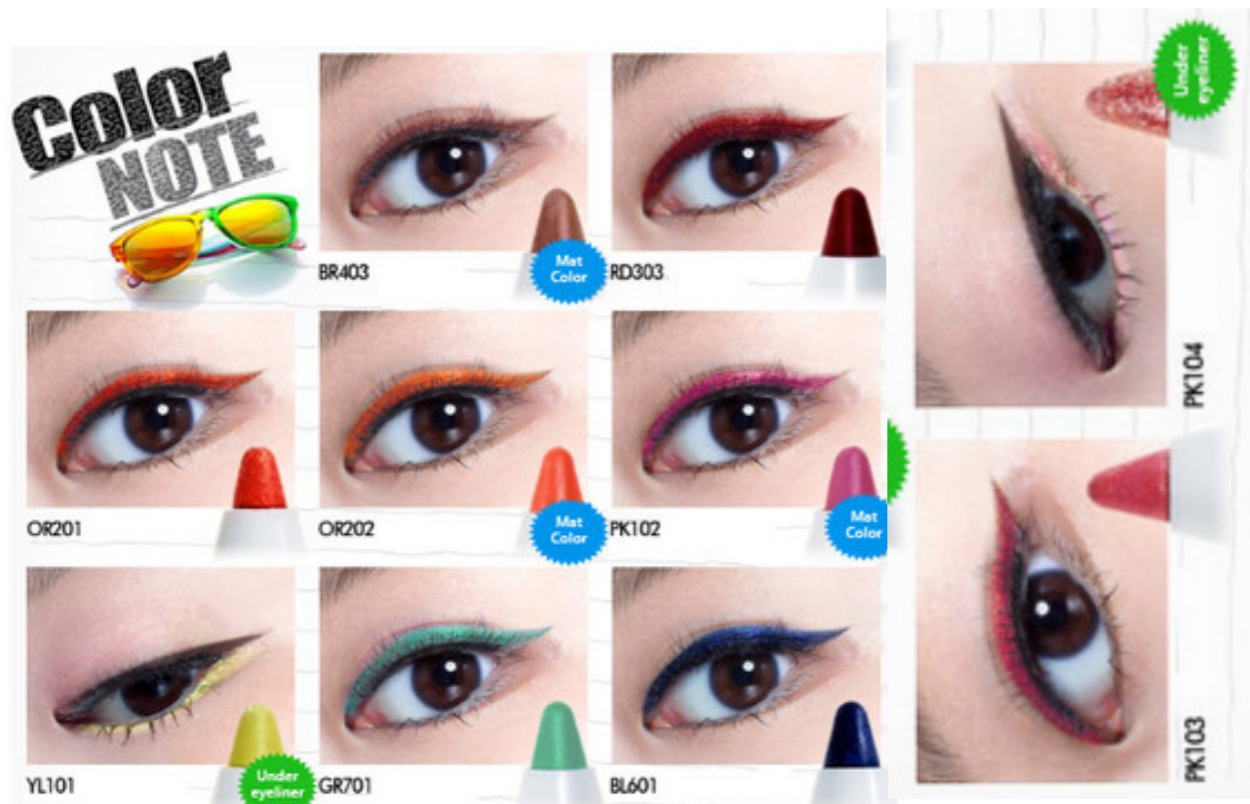 Color
NOTE
BR403
Mat
Color
RD303
OR201
OR202
Mat
Color
PK102
Mat
Color
YL101
Under
eyeliner
GR701
BL601
Under
eyeliner
PK104
PK103